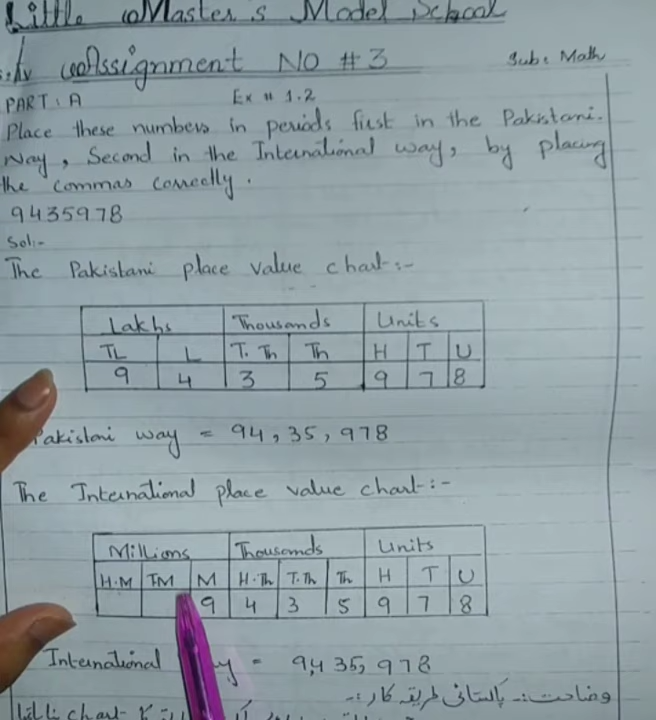 Little Master's Model School
Assignment NO # 3 Sub: Math
PART: A Ex # 1.2
Place these numbers in periods first in the Pakistani
Way, Second in the International way, by placing
the commas correctly.
9435978
Sol:-
The Pakistani place value chart:-
Lakhs Thousands Units
TL L T. Th Th H T U
9 4 3 5 9 7 8
Pakistani way = 94,35,978
The International place value chart:-
Millions Thousands Units
H.M TM M H.Th T.Th Th H T U
9 4 3 5 9 7 8
International = 9,435,978
وضاحت:۔ پاکستانی طریقہ کار:۔
chart